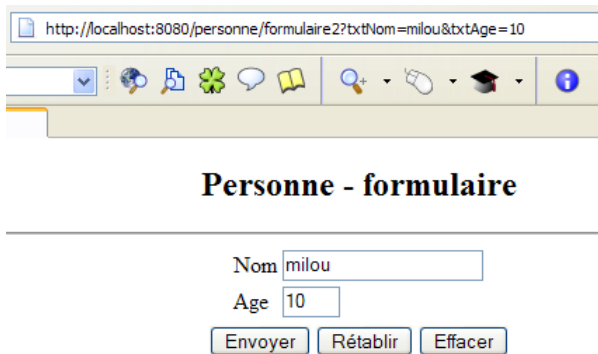 http://localhost:8080/personne/formulaire2?txtNom=milou&txtAge=10
Personne - formulaire
Nom milou
Age 10
Envoyer Rétablir Effacer